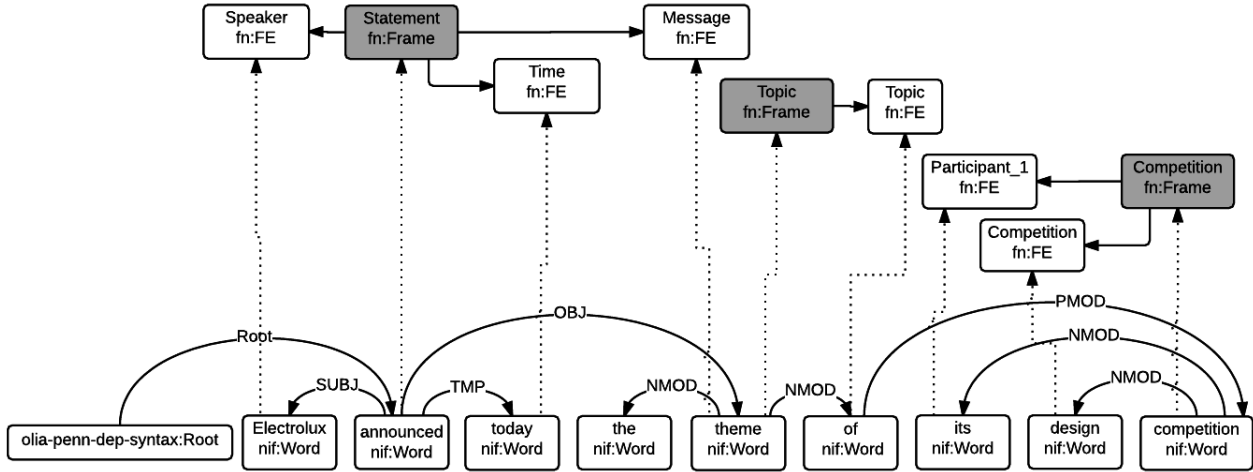 Speaker
fn:FE
Statement
fn:Frame
Message
fn:FE
Time
fn:FE
Topic
fn:Frame
Topic
fn:FE
Participant_1
fn:FE
Competition
fn:Frame
Competition
fn:FE
OBJ
PMOD
Root
NMOD
SUBJ
TMP
NMOD
NMOD
NMOD
olia-penn-dep-syntax:Root
Electrolux
nif:Word
announced
nif:Word
today
nif:Word
the
nif:Word
theme
nif:Word
of
nif:Word
its
nif:Word
design
nif:Word
competition
nif:Word